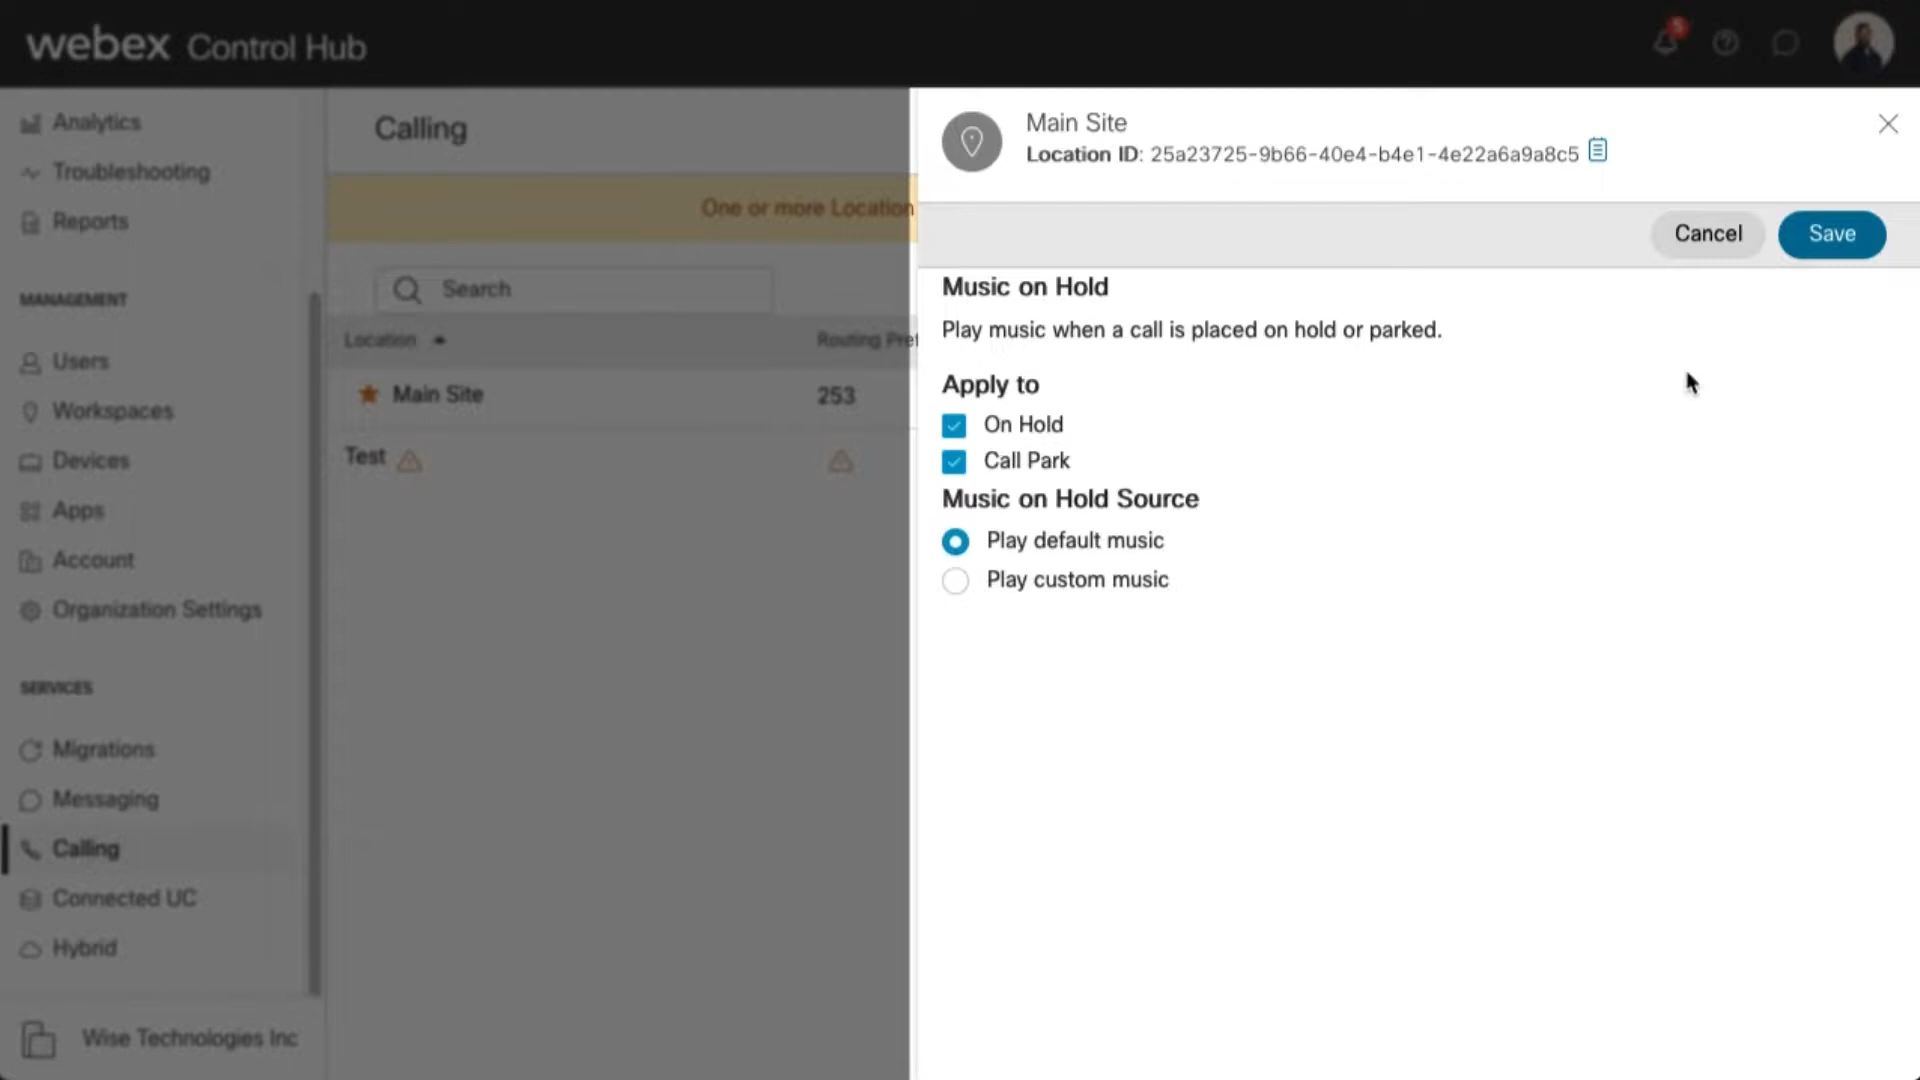 webex Control Hub
5
Analytics
Troubleshooting
Reports
MANAGEMENT
Users
Workspaces
Devices
Apps
Account
Organization Settings
SERVICES
Migrations
Messaging
Calling
Connected UC
Hybrid
Wise Technologies Inc
Calling
One or more Location
Search
Location
Routing Pref
Main Site
253
Test
Main Site
Location ID: 25a23725-9b66-40e4-b4e1-4e22a6a9a8c5
Cancel
Save
Music on Hold
Play music when a call is placed on hold or parked.
Apply to
On Hold
Call Park
Music on Hold Source
Play default music
Play custom music